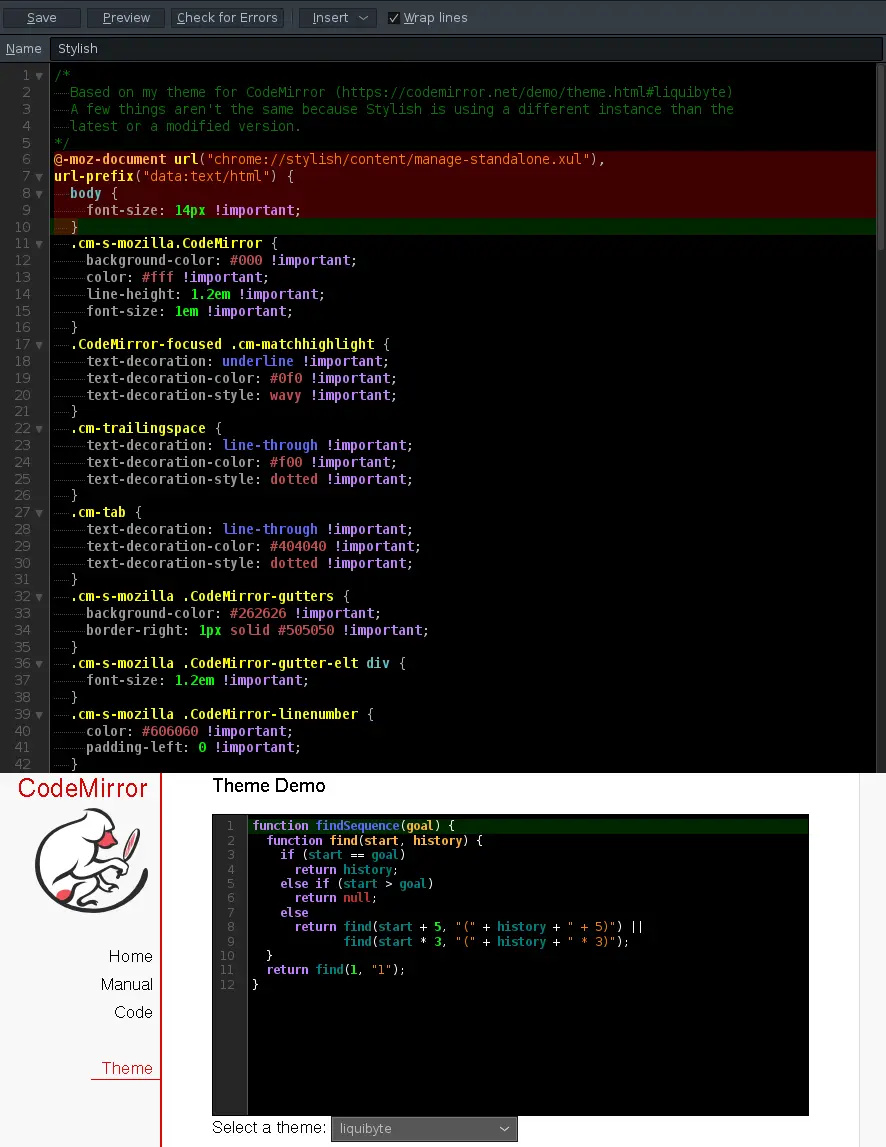 Save Preview Check for Errors Insert Wrap lines
Name Stylish
1 /*
2 Based on my theme for CodeMirror (https://codemirror.net/demo/theme.html#liquibyte)
3 A few things aren't the same because Stylish is using a different instance than the
4 latest or a modified version.
5 */
6 @-moz-document url("chrome://stylish/content/manage-standalone.xul"),
7 url-prefix("data:text/html") {
8 body {
9 font-size: 14px !important;
10 }
11 .cm-s-mozilla.CodeMirror {
12 background-color: #000 !important;
13 color: #fff !important;
14 line-height: 1.2em !important;
15 font-size: 1em !important;
16 }
17 .CodeMirror-focused .cm-matchhighlight {
18 text-decoration: underline !important;
19 text-decoration-color: #0f0 !important;
20 text-decoration-style: wavy !important;
21 }
22 .cm-trailingspace {
23 text-decoration: line-through !important;
24 text-decoration-color: #f00 !important;
25 text-decoration-style: dotted !important;
26 }
27 .cm-tab {
28 text-decoration: line-through !important;
29 text-decoration-color: #404040 !important;
30 text-decoration-style: dotted !important;
31 }
32 .cm-s-mozilla .CodeMirror-gutters {
33 background-color: #262626 !important;
34 border-right: 1px solid #505050 !important;
35 }
36 .cm-s-mozilla .CodeMirror-gutter-elt div {
37 font-size: 1.2em !important;
38 }
39 .cm-s-mozilla .CodeMirror-linenumber {
40 color: #606060 !important;
41 padding-left: 0 !important;
42 }
CodeMirror
Home
Manual
Code
Theme
Theme Demo
1 function findSequence(goal) {
2 function find(start, history) {
3 if (start == goal)
4 return history;
5 else if (start > goal)
6 return null;
7 else
8 return find(start + 5, "(" + history + " + 5)") ||
9 find(start * 3, "(" + history + " * 3)");
10 }
11 return find(1, "1");
12 }
Select a theme: liquibyte